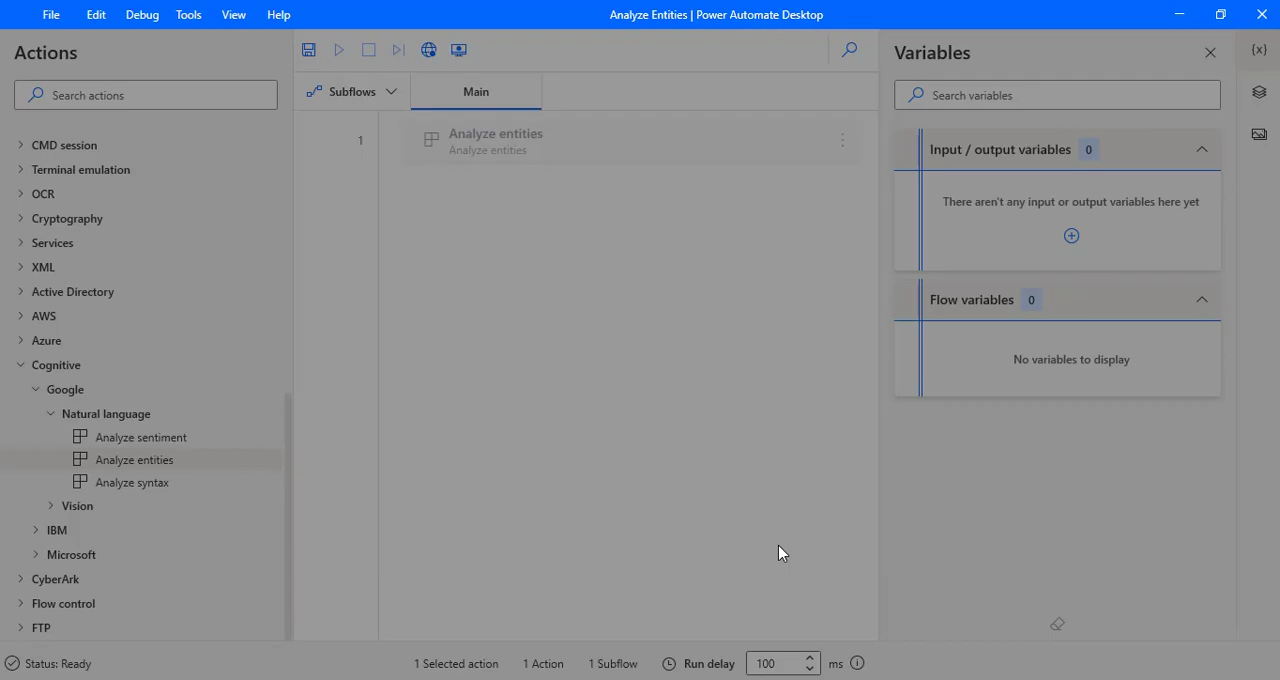 File Edit Debug Tools View Help
Analyze Entities | Power Automate Desktop
Actions
Search actions
CMD session
Terminal emulation
OCR
Cryptography
Services
XML
Active Directory
AWS
Azure
Cognitive
Google
Natural language
Analyze sentiment
Analyze entities
Analyze syntax
Vision
IBM
Microsoft
CyberArk
Flow control
FTP
Subflows
Main
1
Analyze entities
Analyze entities
Variables
{x}
Search variables
Input / output variables 0
There aren't any input or output variables here yet
Flow variables 0
No variables to display
Status: Ready
1 Selected action
1 Action
1 Subflow
Run delay 100 ms